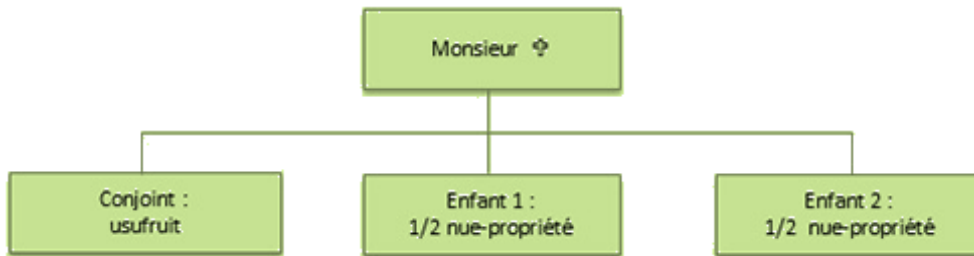 Monsieur ✞
Conjoint :
usufruit
Enfant 1 :
1/2 nue-propriété
Enfant 2 :
1/2 nue-propriété